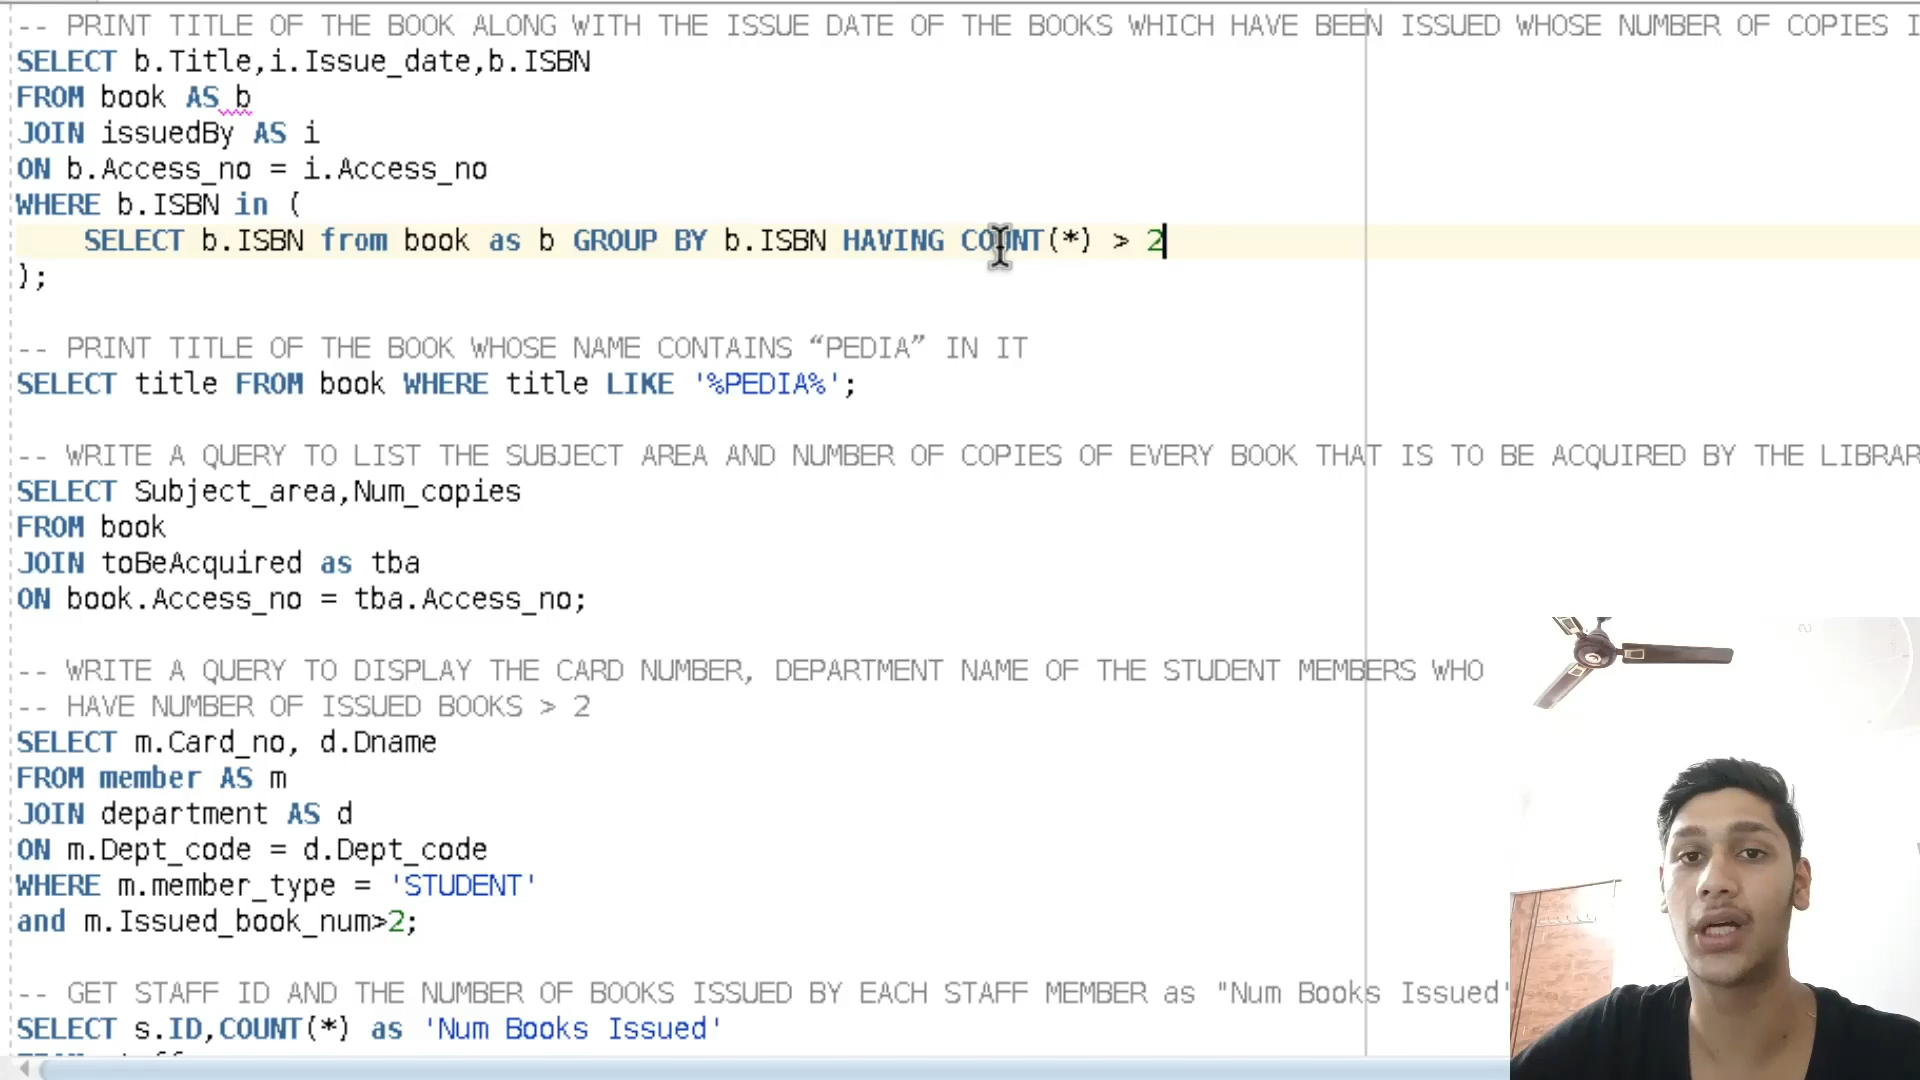 -- PRINT TITLE OF THE BOOK ALONG WITH THE ISSUE DATE OF THE BOOKS WHICH HAVE BEEN ISSUED WHOSE NUMBER OF COPIES
SELECT b.Title,i.Issue_date,b.ISBN
FROM book AS b
JOIN issuedBy AS i
ON b.Access_no = i.Access_no
WHERE b.ISBN in (
SELECT b.ISBN from book as b GROUP BY b.ISBN HAVING COUNT(*) > 2
);
-- PRINT TITLE OF THE BOOK WHOSE NAME CONTAINS “PEDIA” IN IT
SELECT title FROM book WHERE title LIKE '%PEDIA%';
-- WRITE A QUERY TO LIST THE SUBJECT AREA AND NUMBER OF COPIES OF EVERY BOOK THAT IS TO BE ACQUIRED BY THE LIBRAR
SELECT Subject_area,Num_copies
FROM book
JOIN toBeAcquired as tba
ON book.Access_no = tba.Access_no;
-- WRITE A QUERY TO DISPLAY THE CARD NUMBER, DEPARTMENT NAME OF THE STUDENT MEMBERS WHO
-- HAVE NUMBER OF ISSUED BOOKS > 2
SELECT m.Card_no, d.Dname
FROM member AS m
JOIN department AS d
ON m.Dept_code = d.Dept_code
WHERE m.member_type = 'STUDENT'
and m.Issued_book_num>2;
-- GET STAFF ID AND THE NUMBER OF BOOKS ISSUED BY EACH STAFF MEMBER as "Num Books Issued"
SELECT s.ID,COUNT(*) as 'Num Books Issued'